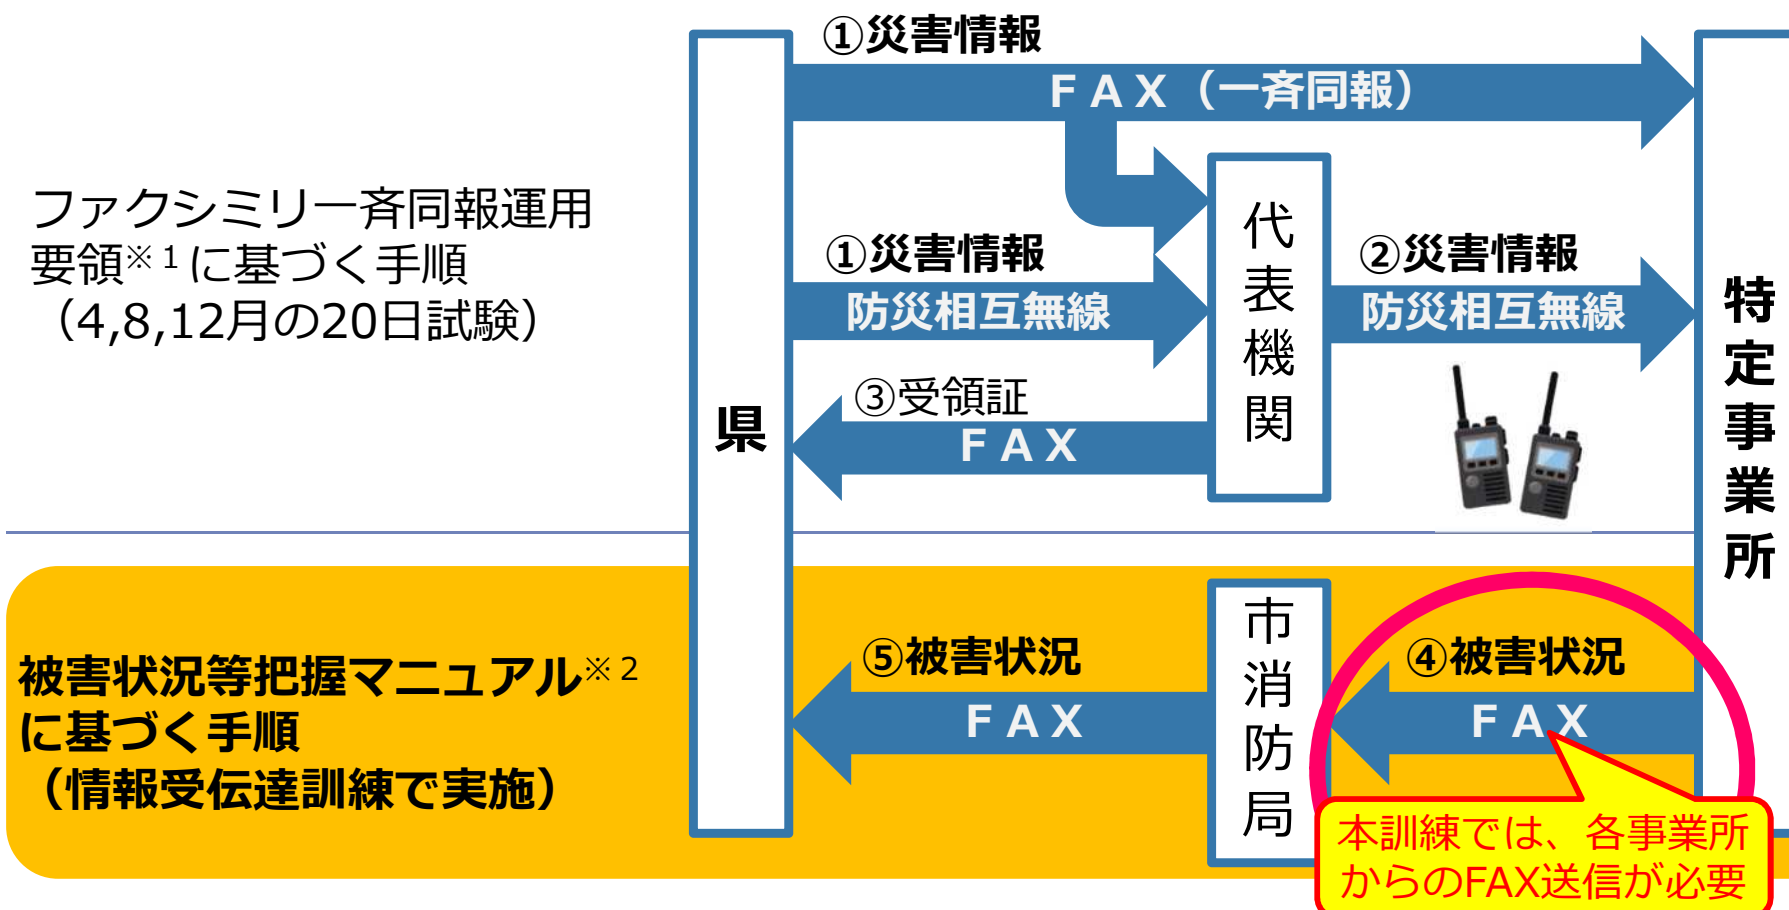 ①災害情報
FAX（一斉同報）
ファクシミリ一斉同報運用
要領※1に基づく手順
（4,8,12月の20日試験）
①災害情報
防災相互無線
②災害情報
防災相互無線
③受領証
FAX
県
代表機関
特定事業所
被害状況等把握マニュアル※2
に基づく手順
（情報受伝達訓練で実施）
⑤被害状況
FAX
市消防局
④被害状況
FAX
本訓練では、各事業所
からのFAX送信が必要